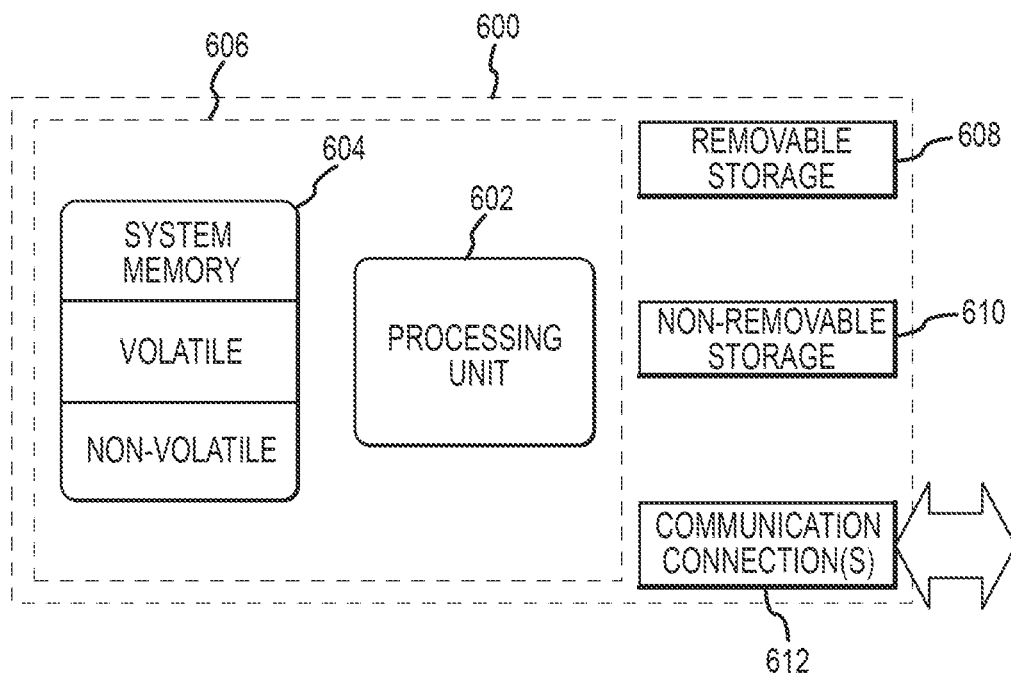 606
600
604
SYSTEM
MEMORY
VOLATILE
NON-VOLATILE
602
PROCESSING
UNIT
REMOVABLE
STORAGE
608
NON-REMOVABLE
STORAGE
610
COMMUNICATION
CONNECTION(S)
612